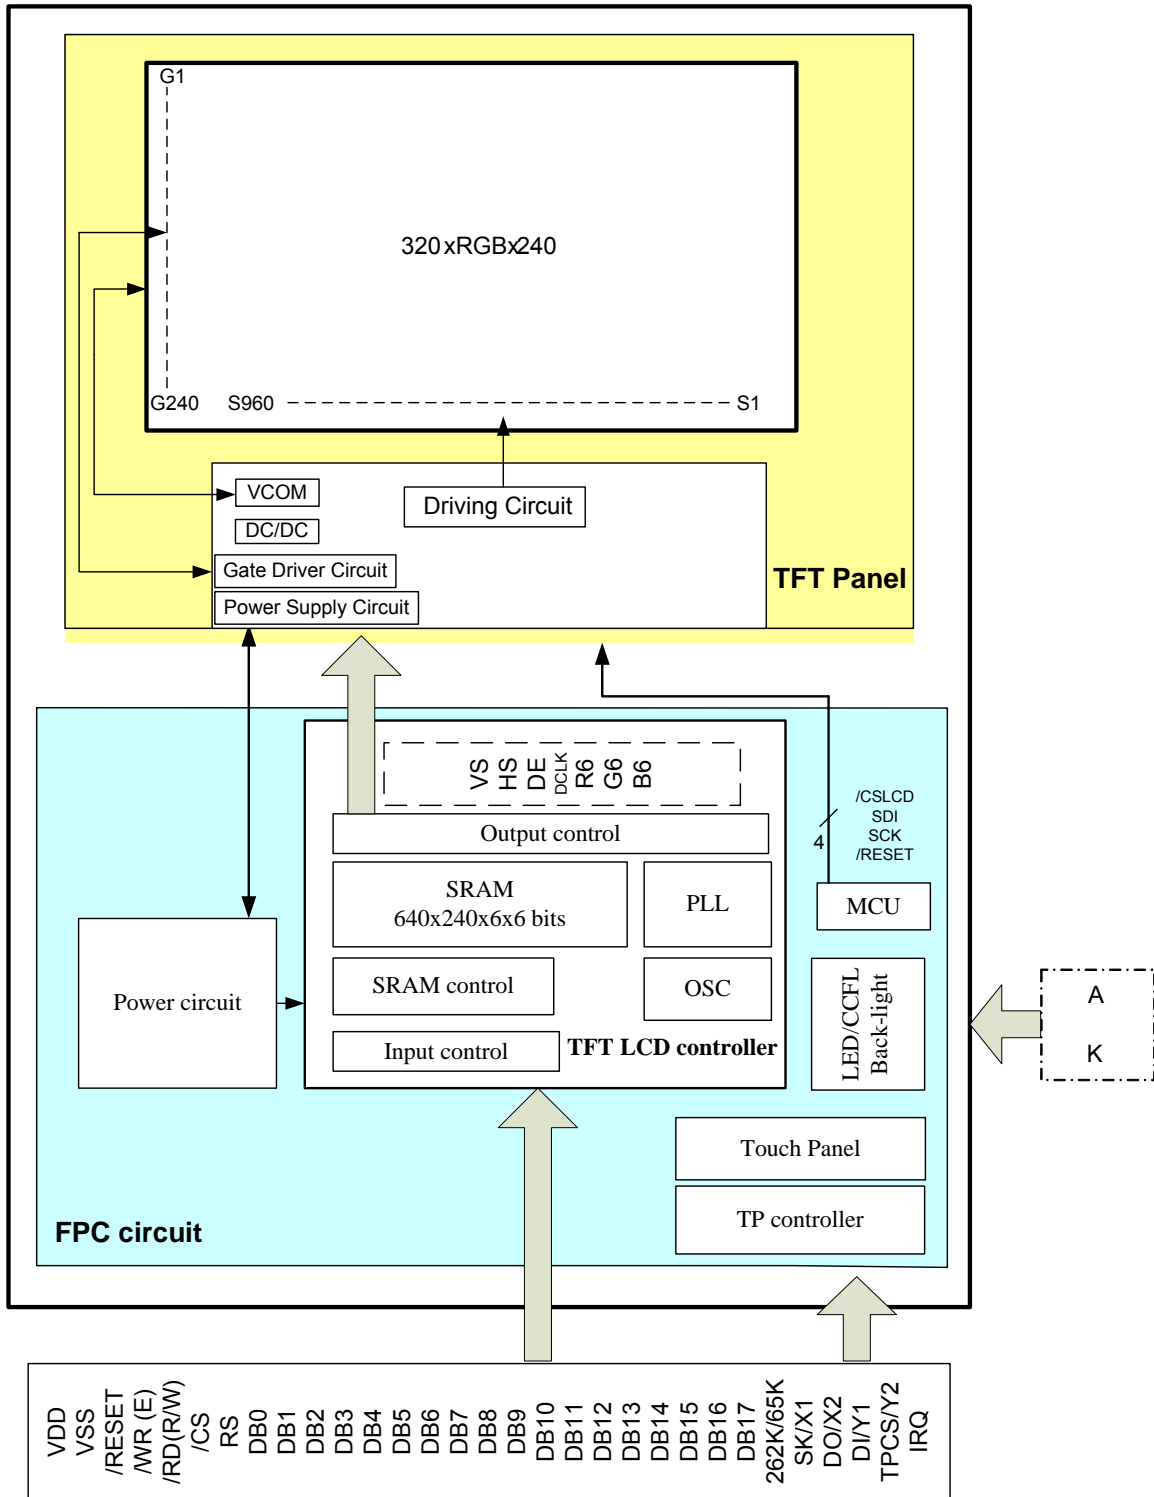 G1
320xRGBx240
G240
S960
S1
VCOM
Driving Circuit
DC/DC
Gate Driver Circuit
Power Supply Circuit
TFT Panel
VS
HS
DE
DCLK
R6
G6
B6
Output control
SRAM
640x240x6x6 bits
PLL
SRAM control
OSC
Input control
TFT LCD controller
Power circuit
/CSLCD
SDI
SCK
/RESET
4
MCU
LED/CCFL
Back-light
A
K
Touch Panel
TP controller
FPC circuit
VDD
VSS
/RESET
/WR (E)
/RD(R/W)
/CS
RS
DB0
DB1
DB2
DB3
DB4
DB5
DB6
DB7
DB8
DB9
DB10
DB11
DB12
DB13
DB14
DB15
DB16
DB17
262K/65K
SK/X1
DO/X2
DI/Y1
TPCS/Y2
IRQ